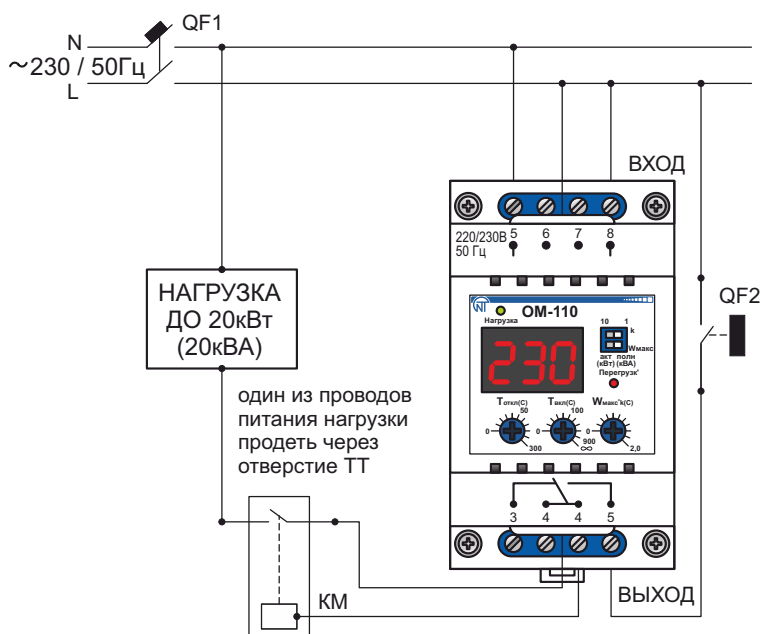 QF1
N
~230 / 50Гц
L
ВХОД
220/230В
50 Гц
5 6 7 8
НАГРУЗКА
ДО 20кВт
(20кВА)
QF2
NT
ОМ-110
Нагрузка
230
10 1
k
Wмакс
акт полн
(кВт) (кВА)
Перегрузк'
один из проводов
питания нагрузки
продеть через
отверстие ТТ
Tоткл(С)
50
0
300
Tвкл(С)
100
0
900
∞
Wмакс*k(С)
0
2,0
3 4 4 5
КМ
ВЫХОД